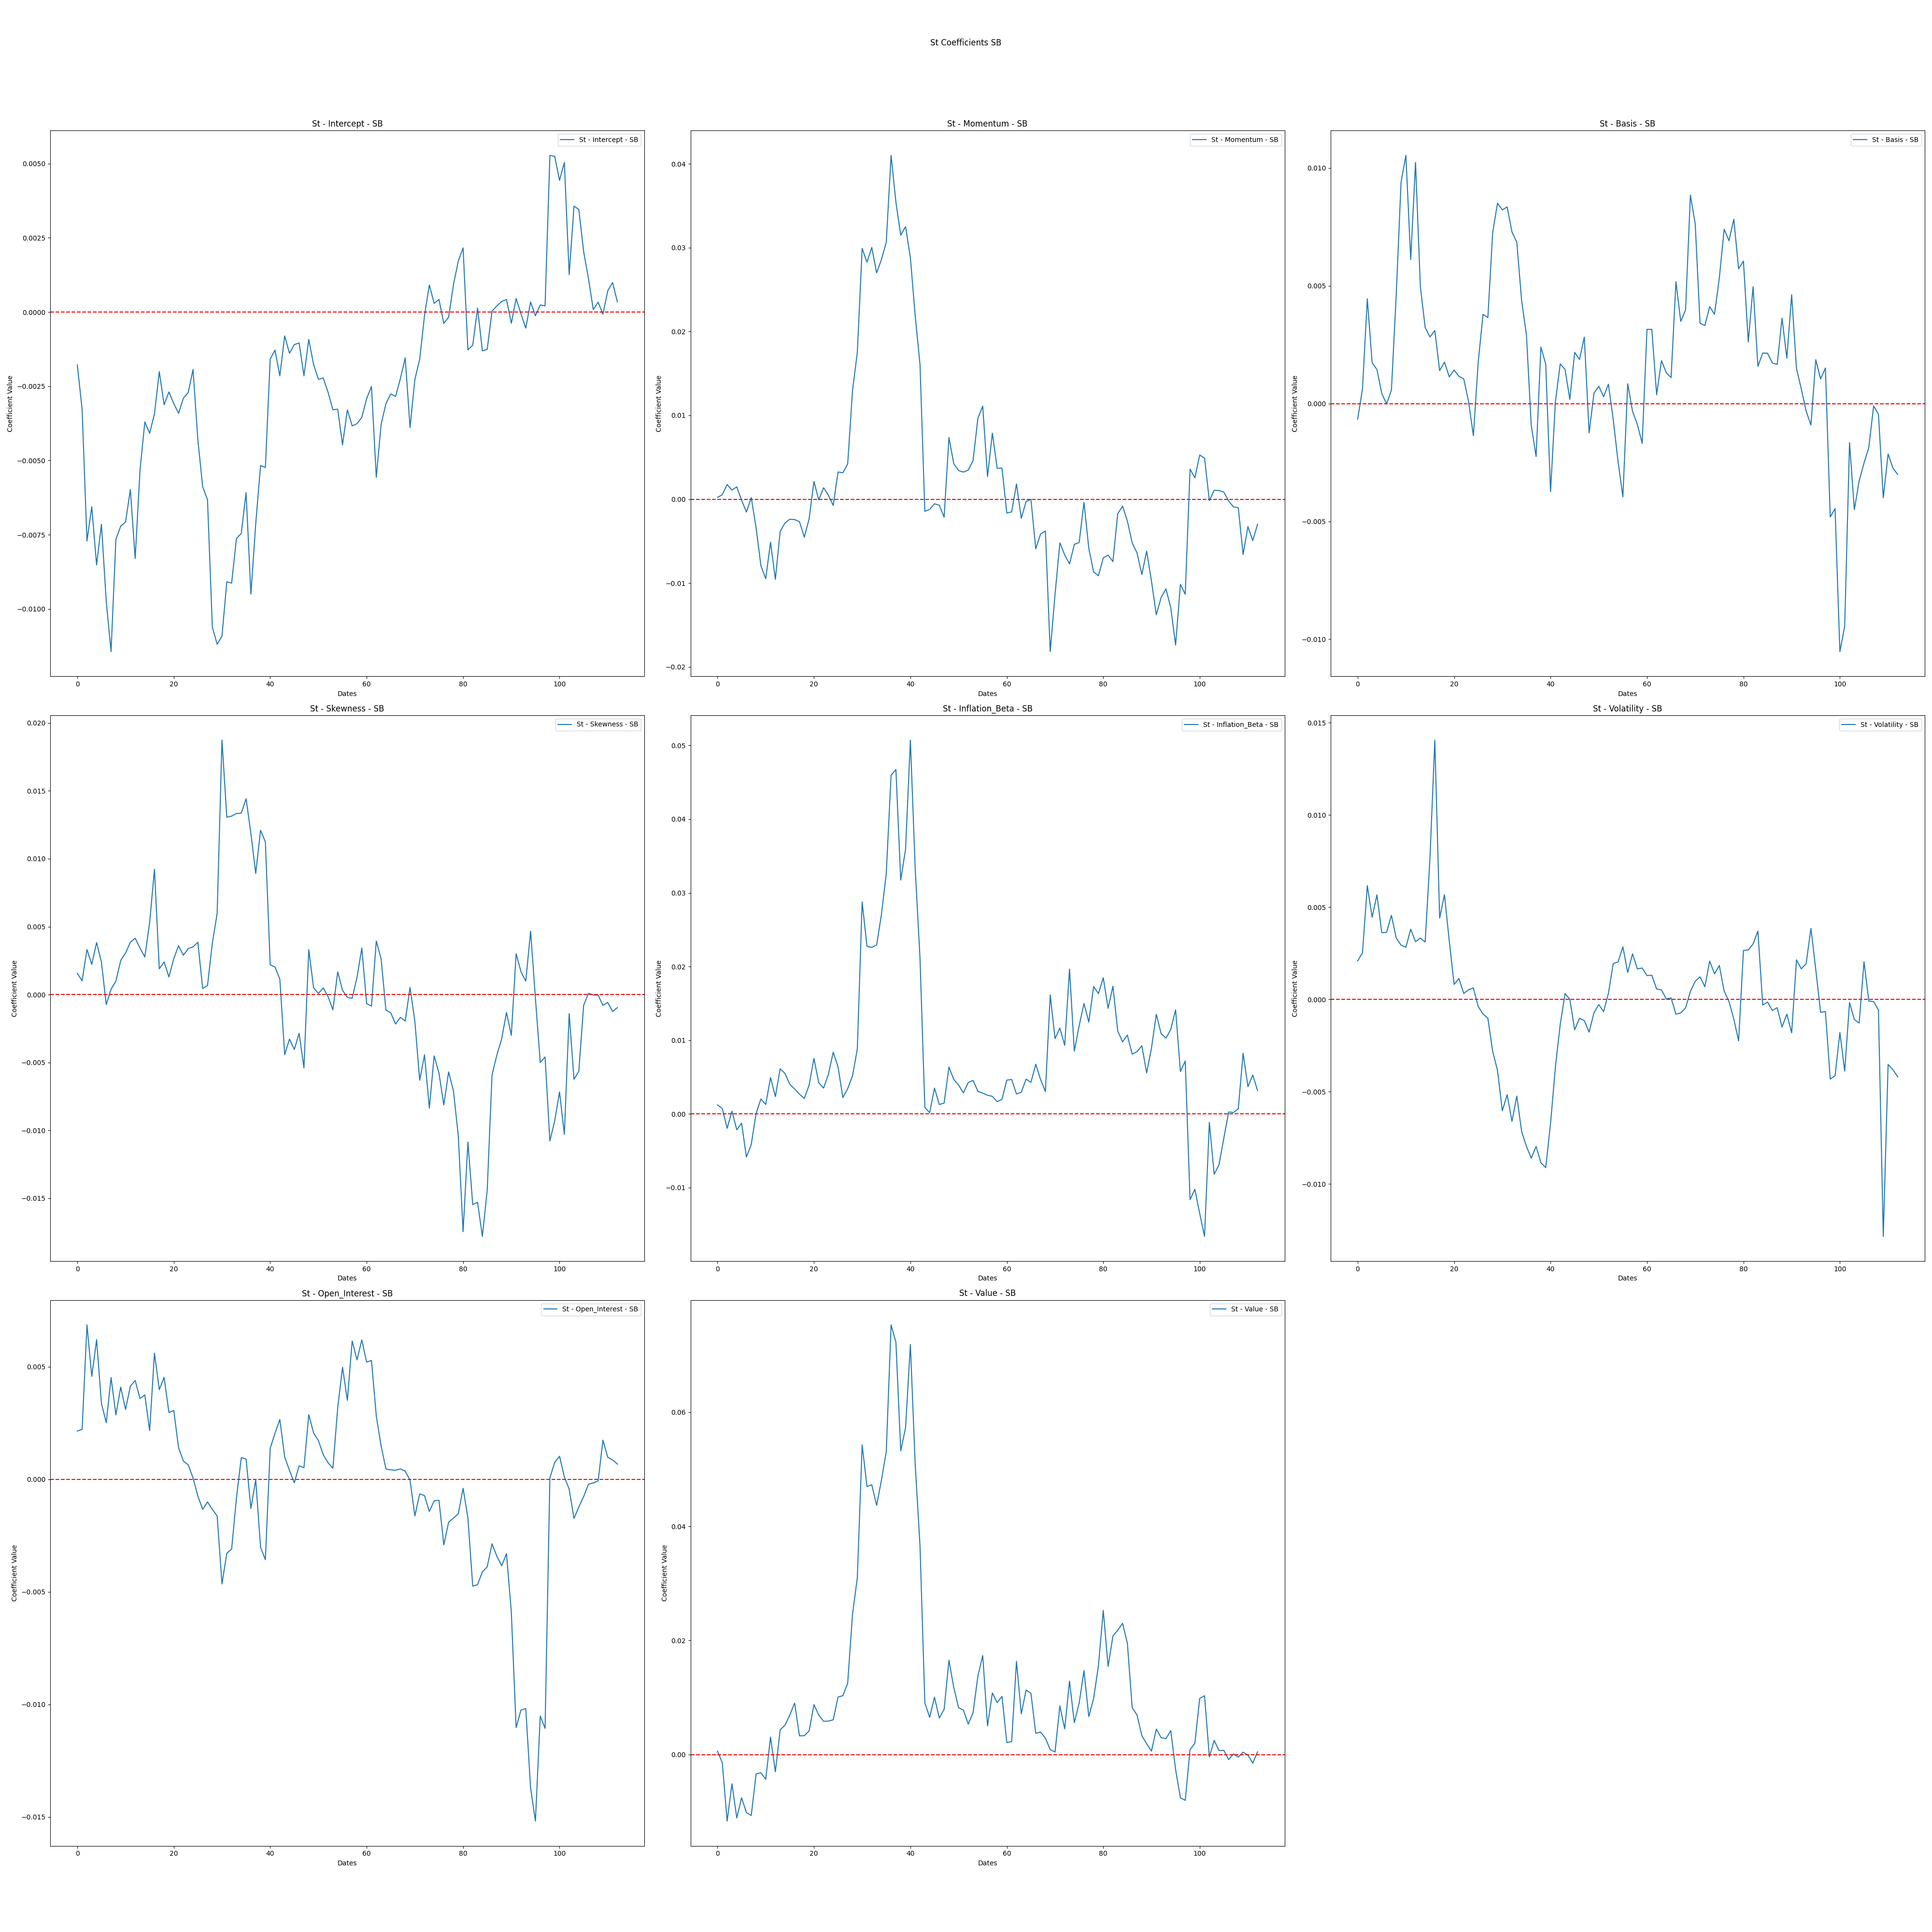 St Coefficients SB
St - Intercept - SB
St - Intercept - SB
0.0050
0.0025
0.0000
−0.0025
−0.0050
−0.0075
−0.0100
Coefficient Value
0 20 40 60 80 100
Dates
St - Momentum - SB
St - Momentum - SB
0.04
0.03
0.02
0.01
0.00
−0.01
−0.02
Coefficient Value
0 20 40 60 80 100
Dates
St - Basis - SB
St - Basis - SB
0.010
0.005
0.000
−0.005
−0.010
Coefficient Value
0 20 40 60 80 100
Dates
St - Skewness - SB
St - Skewness - SB
0.020
0.015
0.010
0.005
0.000
−0.005
−0.010
−0.015
Coefficient Value
0 20 40 60 80 100
Dates
St - Inflation_Beta - SB
St - Inflation_Beta - SB
0.05
0.04
0.03
0.02
0.01
0.00
−0.01
Coefficient Value
0 20 40 60 80 100
Dates
St - Volatility - SB
St - Volatility - SB
0.015
0.010
0.005
0.000
−0.005
−0.010
Coefficient Value
0 20 40 60 80 100
Dates
St - Open_Interest - SB
St - Open_Interest - SB
0.005
0.000
−0.005
−0.010
−0.015
Coefficient Value
0 20 40 60 80 100
Dates
St - Value - SB
St - Value - SB
0.06
0.04
0.02
0.00
Coefficient Value
0 20 40 60 80 100
Dates